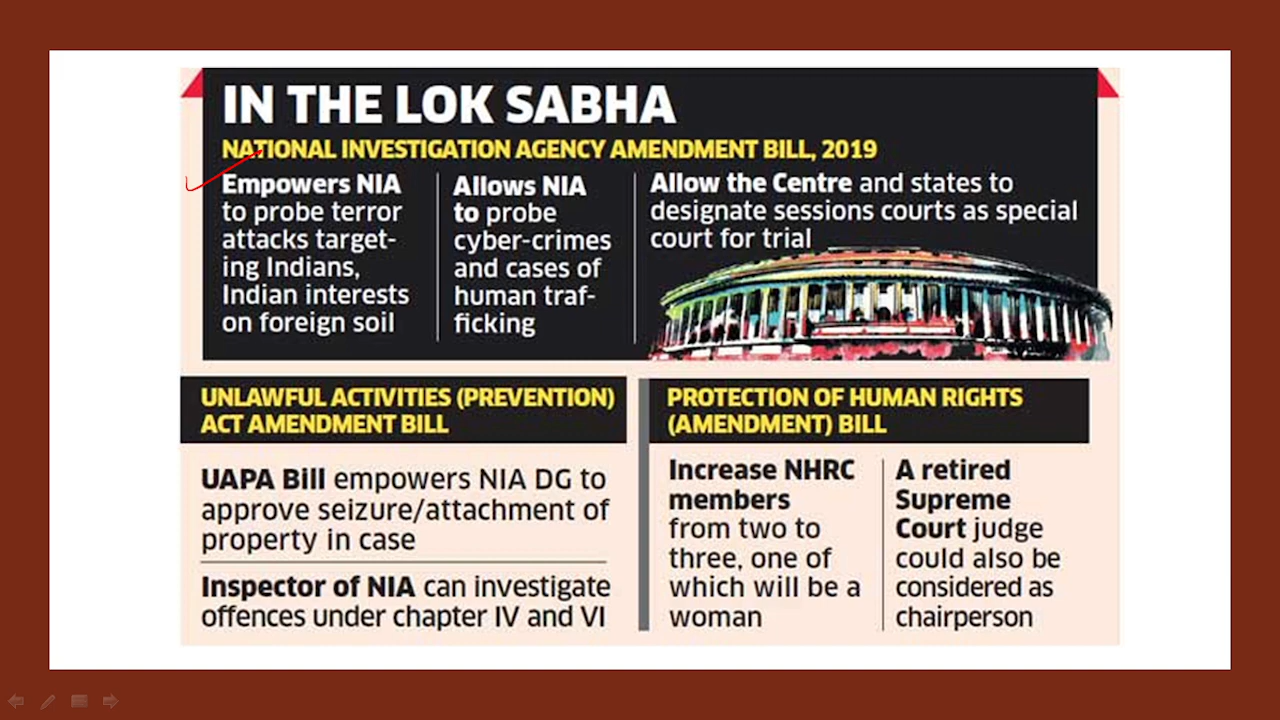 IN THE LOK SABHA
NATIONAL INVESTIGATION AGENCY AMENDMENT BILL, 2019
Empowers NIA
to probe terror
attacks target-
ing Indians,
Indian interests
on foreign soil
Allows NIA
to probe
cyber-crimes
and cases of
human traf-
ficking
Allow the Centre and states to
designate sessions courts as special
court for trial
UNLAWFUL ACTIVITIES (PREVENTION)
ACT AMENDMENT BILL
UAPA Bill empowers NIA DG to
approve seizure/attachment of
property in case
Inspector of NIA can investigate
offences under chapter IV and VI
PROTECTION OF HUMAN RIGHTS
(AMENDMENT) BILL
Increase NHRC
members
from two to
three, one of
which will be a
woman
A retired
Supreme
Court judge
could also be
considered as
chairperson